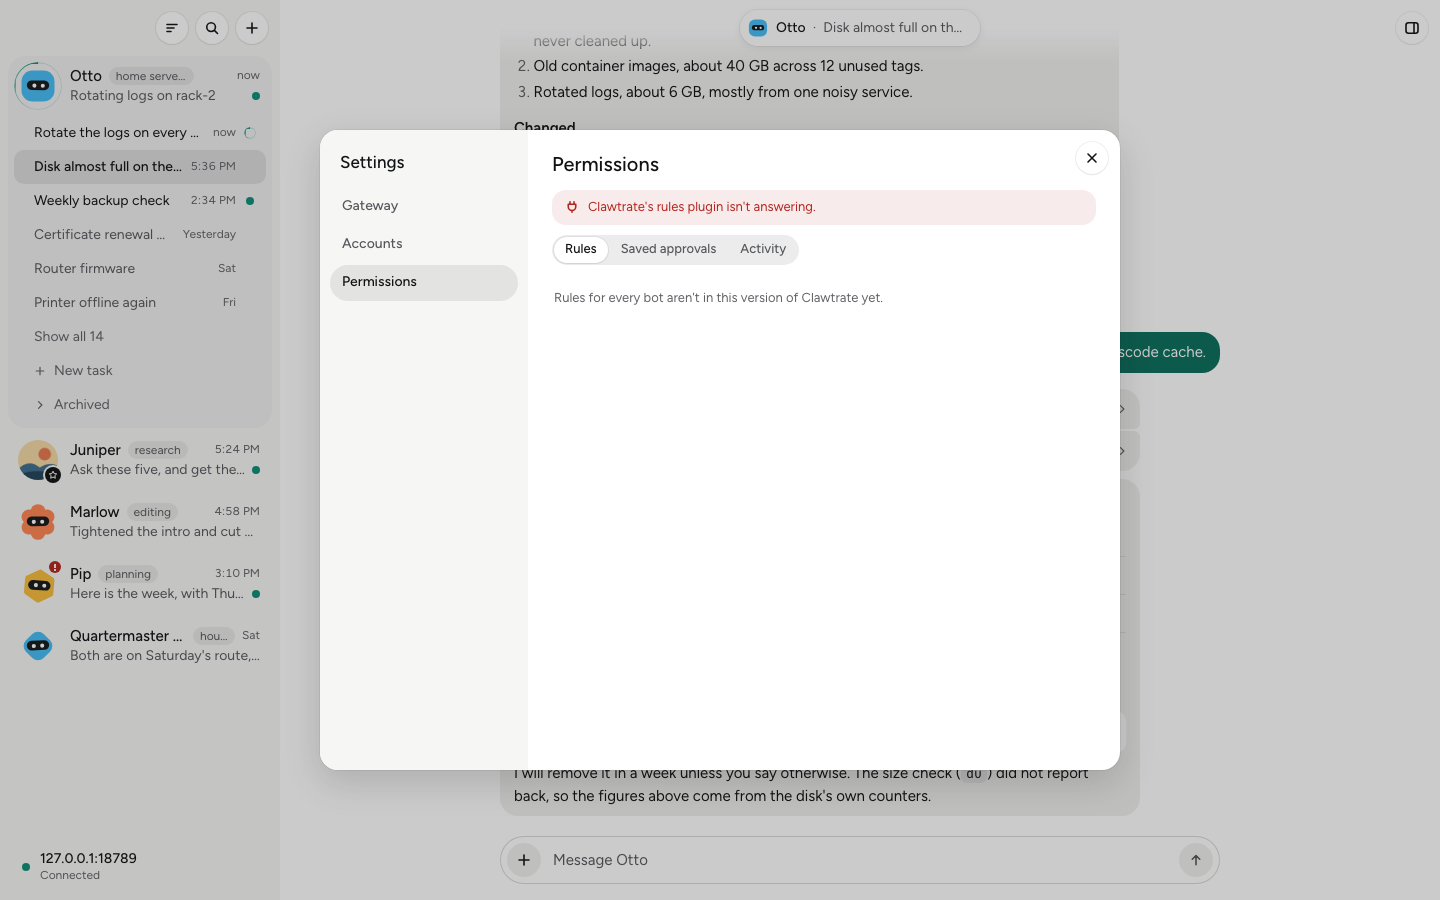 Otto · Disk almost full on th...
Otto home serve... now
Rotating logs on rack-2
Rotate the logs on every ... now
Disk almost full on the... 5:36 PM
Weekly backup check 2:34 PM
Certificate renewal ... Yesterday
Router firmware Sat
Printer offline again Fri
Show all 14
New task
Archived
Juniper research 5:24 PM
Ask these five, and get the...
Marlow editing 4:58 PM
Tightened the intro and cut ...
Pip planning 3:10 PM
Here is the week, with Thu...
Quartermaster ... hou... Sat
Both are on Saturday's route,...
127.0.0.1:18789
Connected
never cleaned up.
2. Old container images, about 40 GB across 12 unused tags.
3. Rotated logs, about 6 GB, mostly from one noisy service.
Changed
Settings
Gateway
Accounts
Permissions
Permissions
Clawtrate's rules plugin isn't answering.
Rules Saved approvals Activity
Rules for every bot aren't in this version of Clawtrate yet.
scode cache.
I will remove it in a week unless you say otherwise. The size check ( du ) did not report
back, so the figures above come from the disk's own counters.
Message Otto